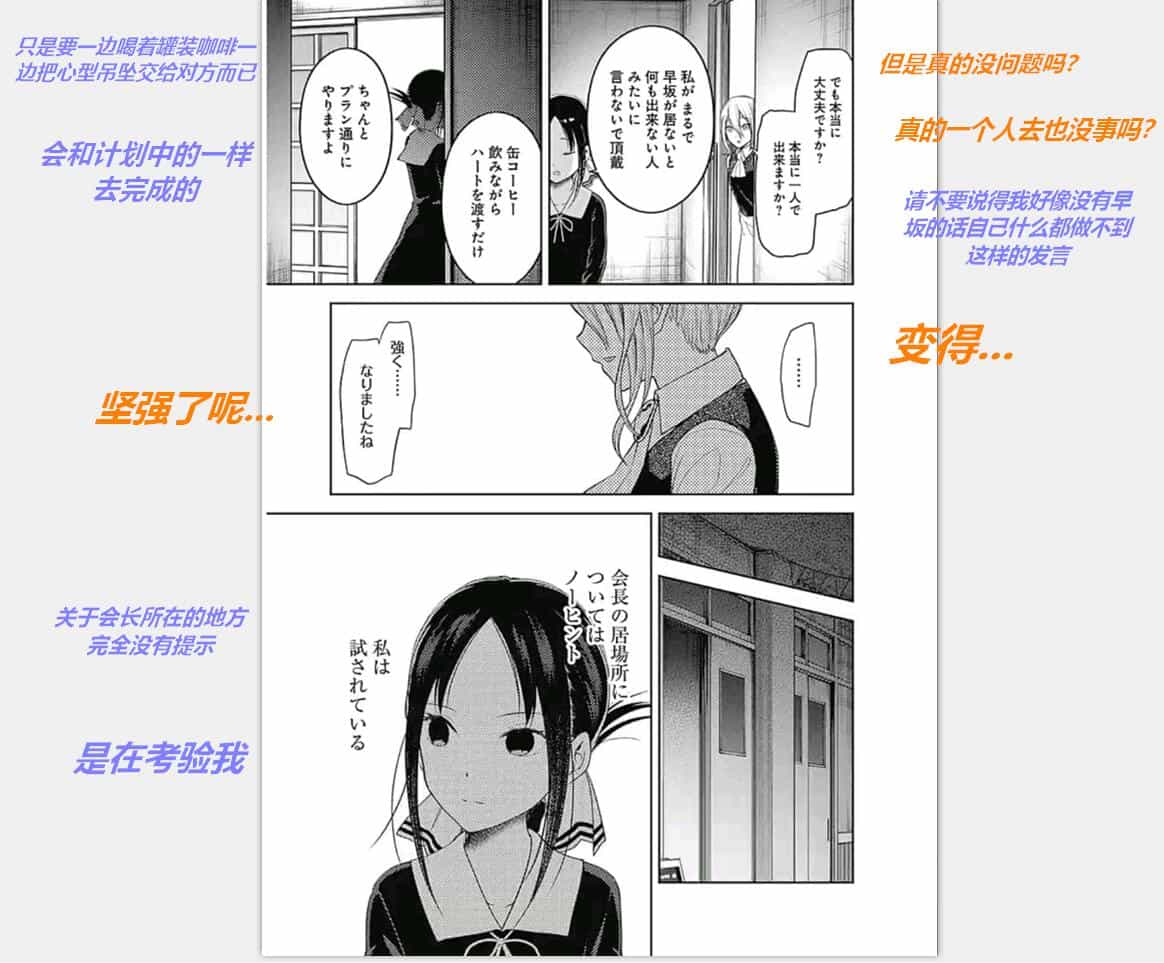 但是真的没问题吗?
真的一个人去也没事吗?
请不要说得我好像没有早
坂的话自己什么都做不到
这样的发言
只是要一边喝着罐装咖啡一
边把心型吊坠交给对方而已
会和计划中的一样
去完成的
でも本当に
大丈夫ですか?
本当に一人で
出来ますか?
私が まるで
早坂が居ないと
何も出来ない人
みたいに
言わないで頂戴
缶コーヒー
飲みながら
ハートを渡すだけ
ちゃんと
プラン通りに
やりますよ
变得...
坚强了呢...
………
強く……
なりましたね
关于会长所在的地方
完全没有提示
是在考验我
会長の居場所に
ついては
ノーヒント
私は
試されている